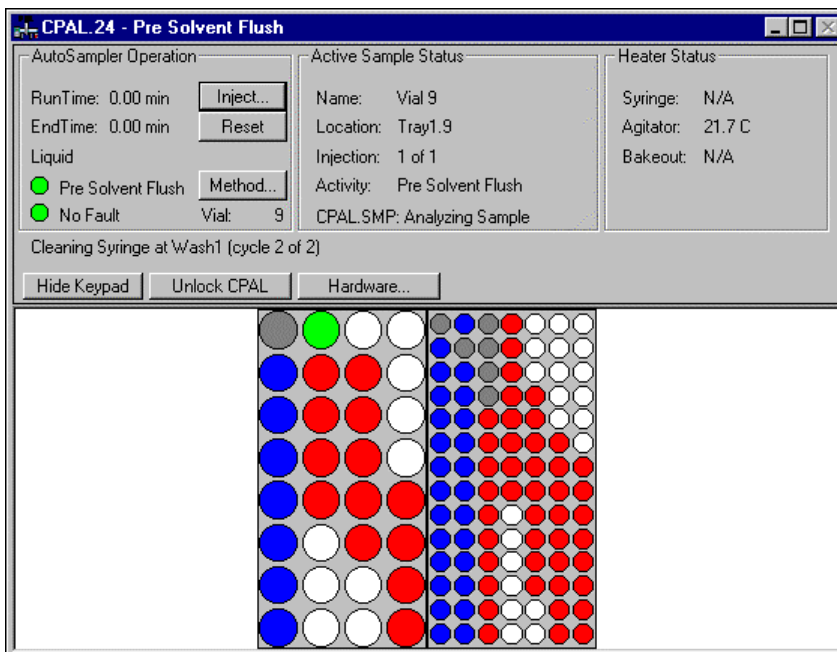 CPAL.24 - Pre Solvent Flush
AutoSampler Operation
RunTime: 0.00 min Inject...
EndTime: 0.00 min Reset
Liquid
Pre Solvent Flush Method...
No Fault Vial: 9
Active Sample Status
Name: Vial 9
Location: Tray1.9
Injection: 1 of 1
Activity: Pre Solvent Flush
CPAL.SMP: Analyzing Sample
Heater Status
Syringe: N/A
Agitator: 21.7 C
Bakeout: N/A
Cleaning Syringe at Wash1 (cycle 2 of 2)
Hide Keypad Unlock CPAL Hardware...